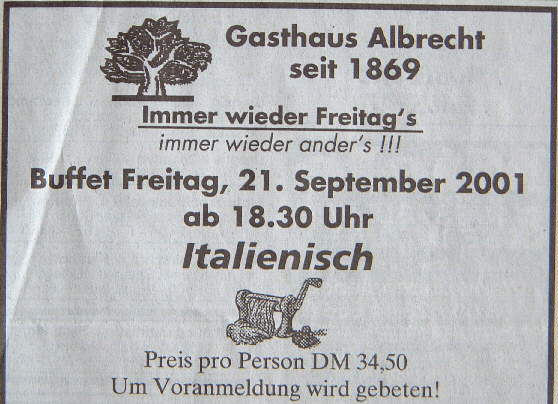 Gasthaus Albrecht
seit 1869
Immer wieder Freitag's
immer wieder ander's !!!
Buffet Freitag, 21. September 2001
ab 18.30 Uhr
Italienisch
Preis pro Person DM 34,50
Um Voranmeldung wird gebeten!